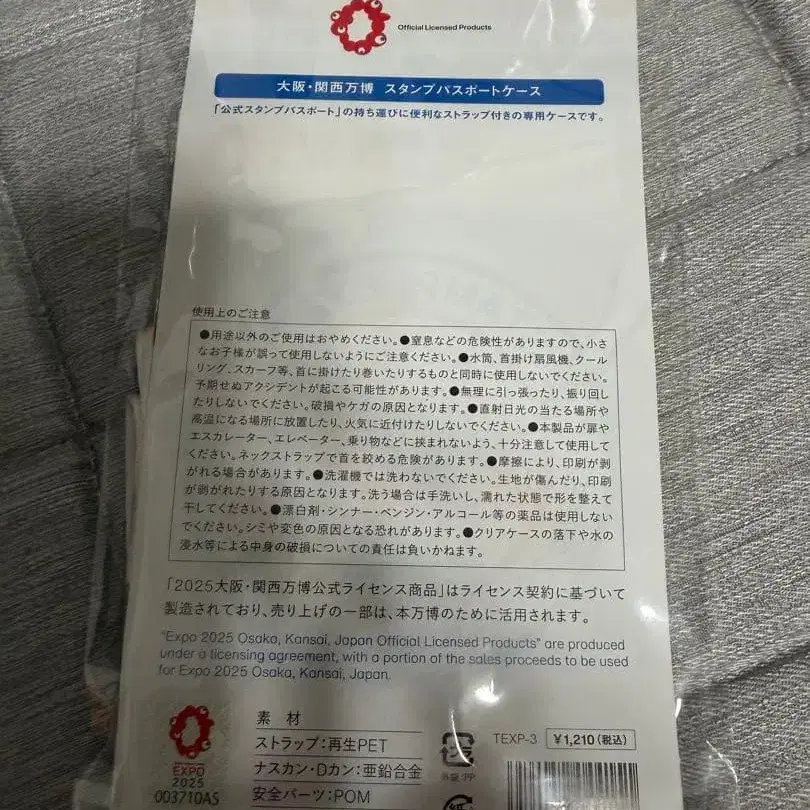 Official Licensed Products
大阪・関西万博 スタンプパスポートケース
「公式スタンプパスポート」の持ち運びに便利なストラップ付きの専用ケースです。
使用上のご注意
●用途以外のご使用はおやめください。●窒息などの危険性がありますので、小さ
なお子様が誤って使用しないようにご注意ください。●水筒、首掛け扇風機、クール
リング、スカーフ等、首に掛けたり巻いたりするものと同時に使用しないでください。
予期せぬアクシデントが起こる可能性があります。●無理に引っ張ったり、振り回し
たりしないでください。破損やケガの原因となります。●直射日光の当たる場所や
高温になる場所に放置したり、火気に近付けたりしないでください。●本製品が扉や
エスカレーター、エレベーター、乗り物などに挟まれないよう、十分注意して使用して
ください。ネックストラップで首を絞める危険があります。●摩擦により、印刷が剥
がれる場合があります。●洗濯機では洗わないでください。生地が傷んだり、印刷
が剥がれたりする原因となります。洗う場合は手洗いし、濡れた状態で形を整えて
干してください。●漂白剤・シンナー・ベンジン・アルコール等の薬品は使用しない
でください。シミや変色の原因となる恐れがあります。●クリアケースの落下や水の
浸水等による中身の破損についての責任は負いかねます。
「2025大阪・関西万博公式ライセンス商品」はライセンス契約に基づいて
製造されており、売り上げの一部は、本万博のために活用されます。
"Expo 2025 Osaka, Kansai, Japan Official Licensed Products" are produced
under a licensing agreement, with a portion of the sales proceeds to be used
for Expo 2025 Osaka, Kansai, Japan.
EXPO
2025
003710AS
素 材
ストラップ:再生PET
ナスカン・Dカン:亜鉛合金
安全パーツ:POM
プラ
外袋:PP
TEXP-3 ¥1,210(税込)